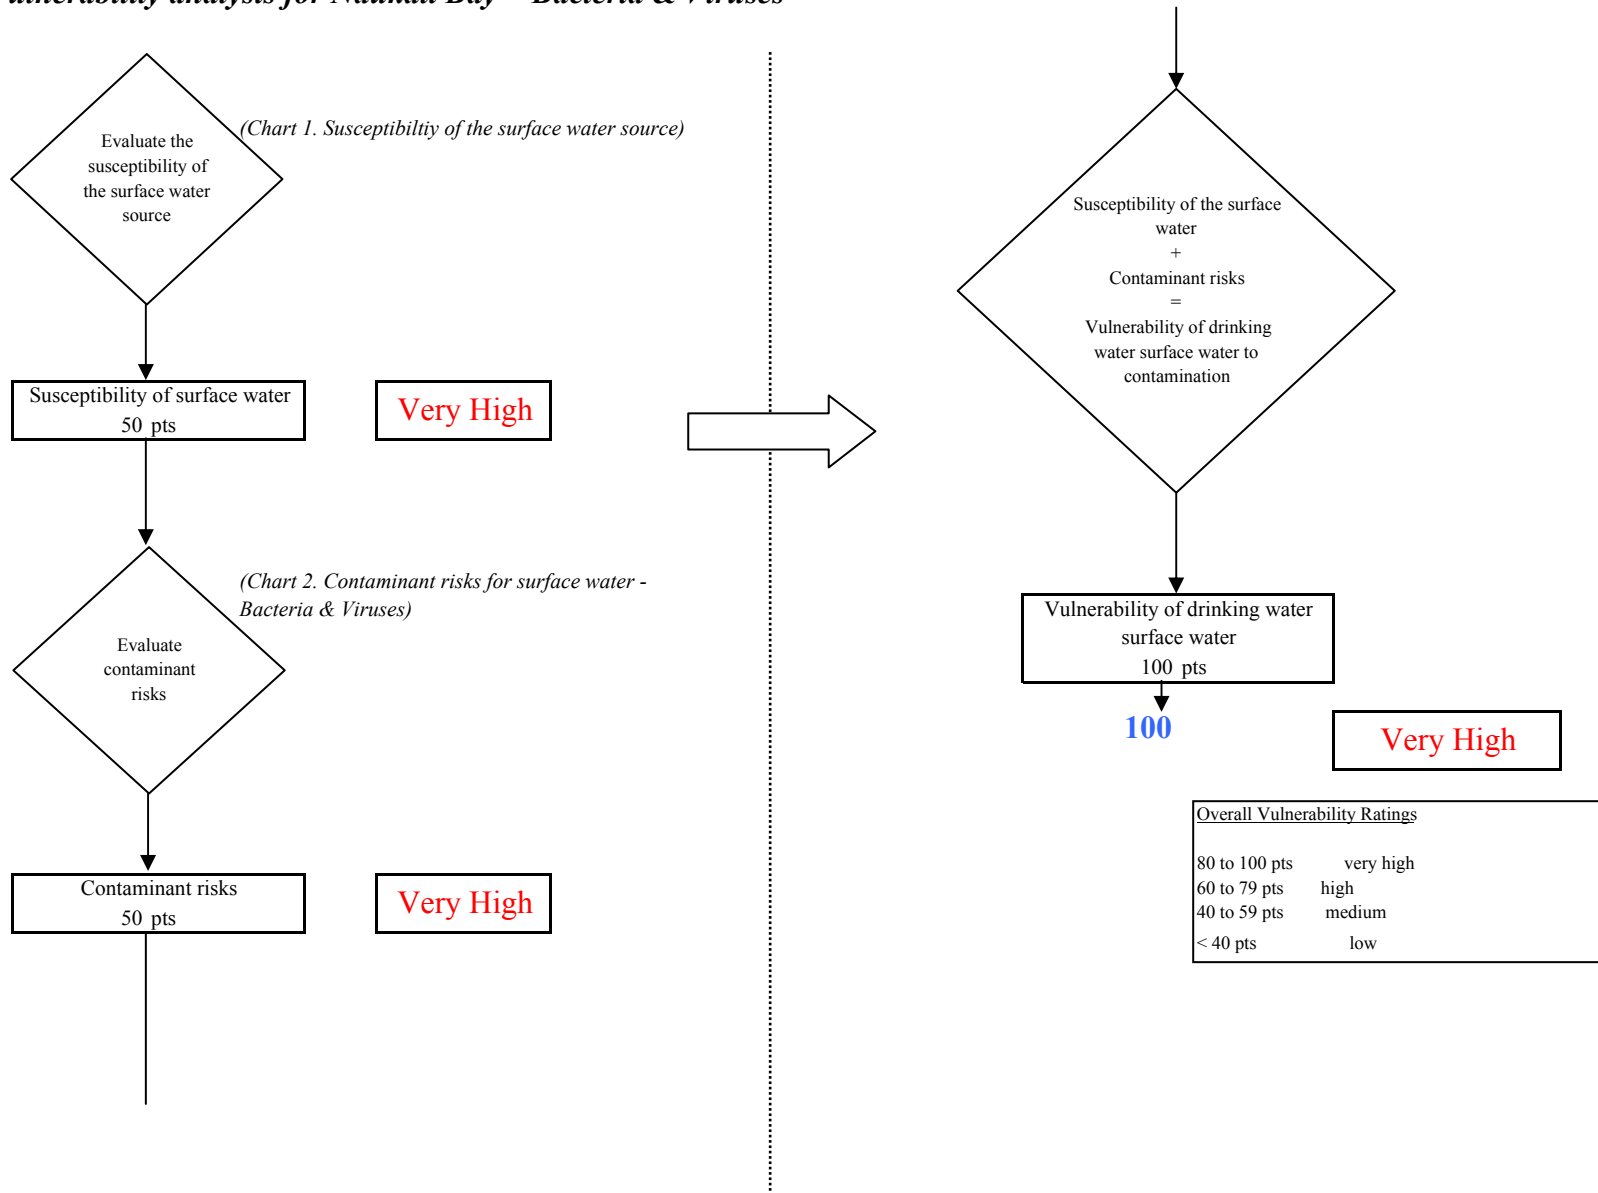 Evaluate the
susceptibility of
the surface water
source
(Chart 1. Susceptibiltiy of the surface water source)
Susceptibility of surface water
50 pts
Very High
(Chart 2. Contaminant risks for surface water -
Bacteria & Viruses)
Evaluate
contaminant
risks
Contaminant risks
50 pts
Very High
Susceptibility of the surface
water
+
Contaminant risks
=
Vulnerability of drinking
water surface water to
contamination
Vulnerability of drinking water
surface water
100 pts
100
Very High
Overall Vulnerability Ratings
80 to 100 pts very high
60 to 79 pts high
40 to 59 pts medium
< 40 pts low